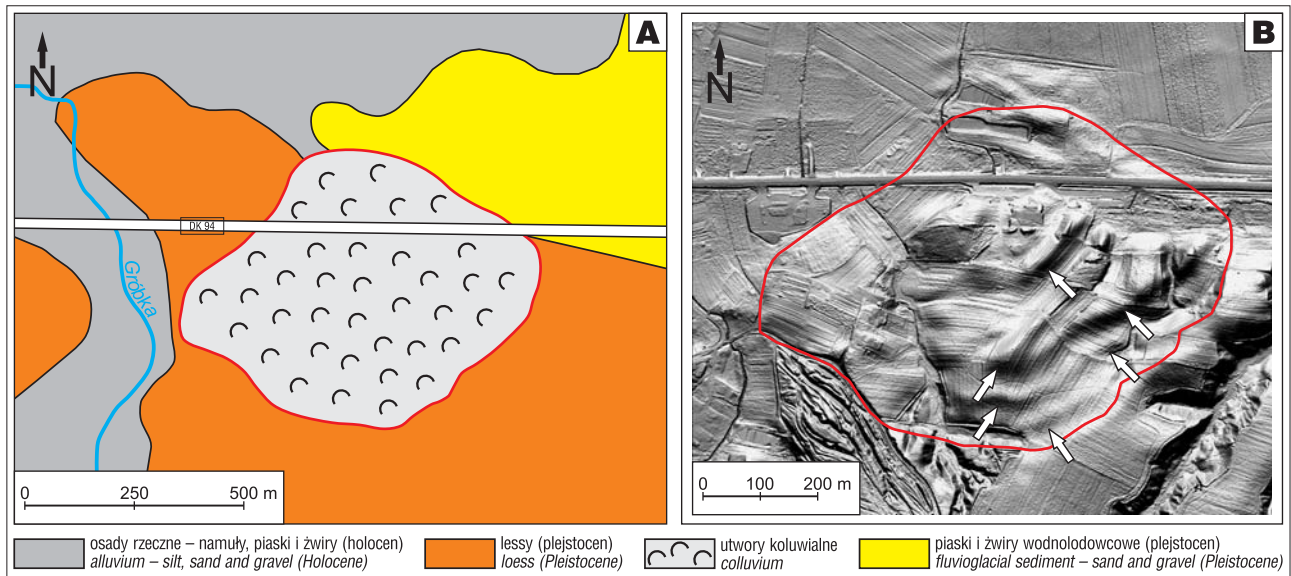 A
N
DK 94
Gróbka
0 250 500 m
B
N
0 100 200 m
osady rzeczne – namuły, piaski i żwiry (holocen)
alluvium – silt, sand and gravel (Holocene)
lessy (plejstocen)
loess (Pleistocene)
utwory koluwialne
colluvium
piaski i żwiry wodnolodowcowe (plejstocen)
fluvioglacial sediment – sand and gravel (Pleistocene)